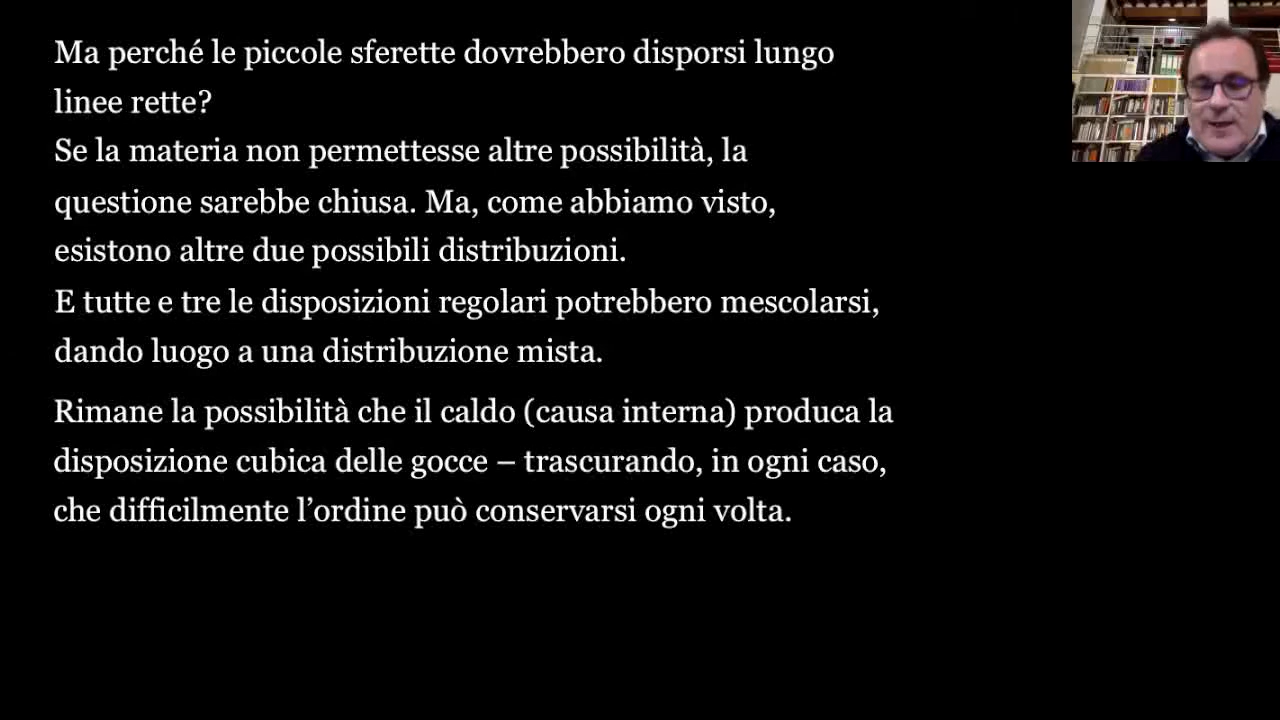 Ma perché le piccole sferette dovrebbero disporsi lungo
linee rette?
Se la materia non permettesse altre possibilità, la
questione sarebbe chiusa. Ma, come abbiamo visto,
esistono altre due possibili distribuzioni.
E tutte e tre le disposizioni regolari potrebbero mescolarsi,
dando luogo a una distribuzione mista.
Rimane la possibilità che il caldo (causa interna) produca la
disposizione cubica delle gocce – trascurando, in ogni caso,
che difficilmente l’ordine può conservarsi ogni volta.